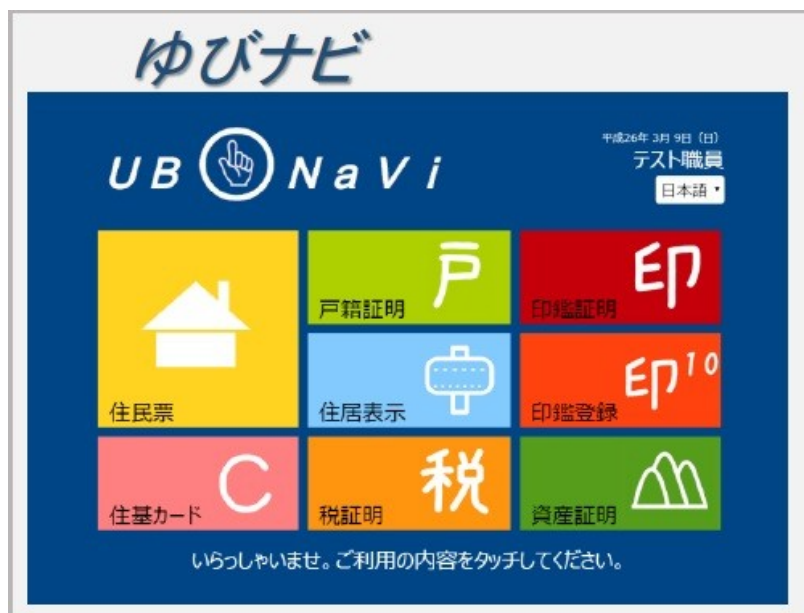 ゆびナビ
UB NaVi
平成26年 3月 9日（日）
テスト職員
日本語
戸
戸籍証明
印
印鑑証明
住民票
住居表示
印10
印鑑登録
C
住基カード
税
税証明
資産証明
いらっしゃいませ。ご利用の内容をタッチしてください。